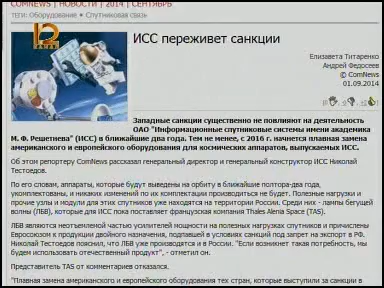 COMNEWS | НОВОСТИ | 2014 | СЕНТЯБРЬ
ТЕГИ: Оборудование • Спутниковая связь
12
КАНАЛ
ИСС переживет санкции
Елизавета Титаренко
Андрей Федосеев
© ComNews
01.09.2014
Западные санкции существенно не повлияют на деятельность
ОАО "Информационные спутниковые системы имени академика
М. Ф. Решетнева" (ИСС) в ближайшие два года. Тем не менее, с 2016 г. начнется плавная замена
американского и европейского оборудования для космических аппаратов, выпускаемых ИСС.
Об этом репортеру ComNews рассказал генеральный директор и генеральный конструктор ИСС Николай
Тестоедов.
По его словам, аппараты, которые будут выведены на орбиту в ближайшие полтора-два года,
укомплектованы, и никаких изменений по их комплектации производиться не будет. Полезные нагрузки и
прочие узлы и модули для этих спутников уже находятся на территории России. Среди них - лампы бегущей
волны (ЛБВ), которые для ИСС пока поставляет французская компания Thales Alenia Space (TAS).
ЛБВ являются неотъемлемой частью усилителей мощности на полезных нагрузках спутников и причислены
Евросоюзом к продукции двойного назначения, подпавшей в условиях санкций под запрет на экспорт в РФ.
Николай Тестоедов пояснил, что ЛБВ уже производятся и в России. "Если возникнет такая потребность, мы
будем использовать отечественный продукт", - отметил он.
Представитель TAS от комментариев отказался.
"Плавная замена американского и европейского оборудования тех стран, которые выступили за санкции в